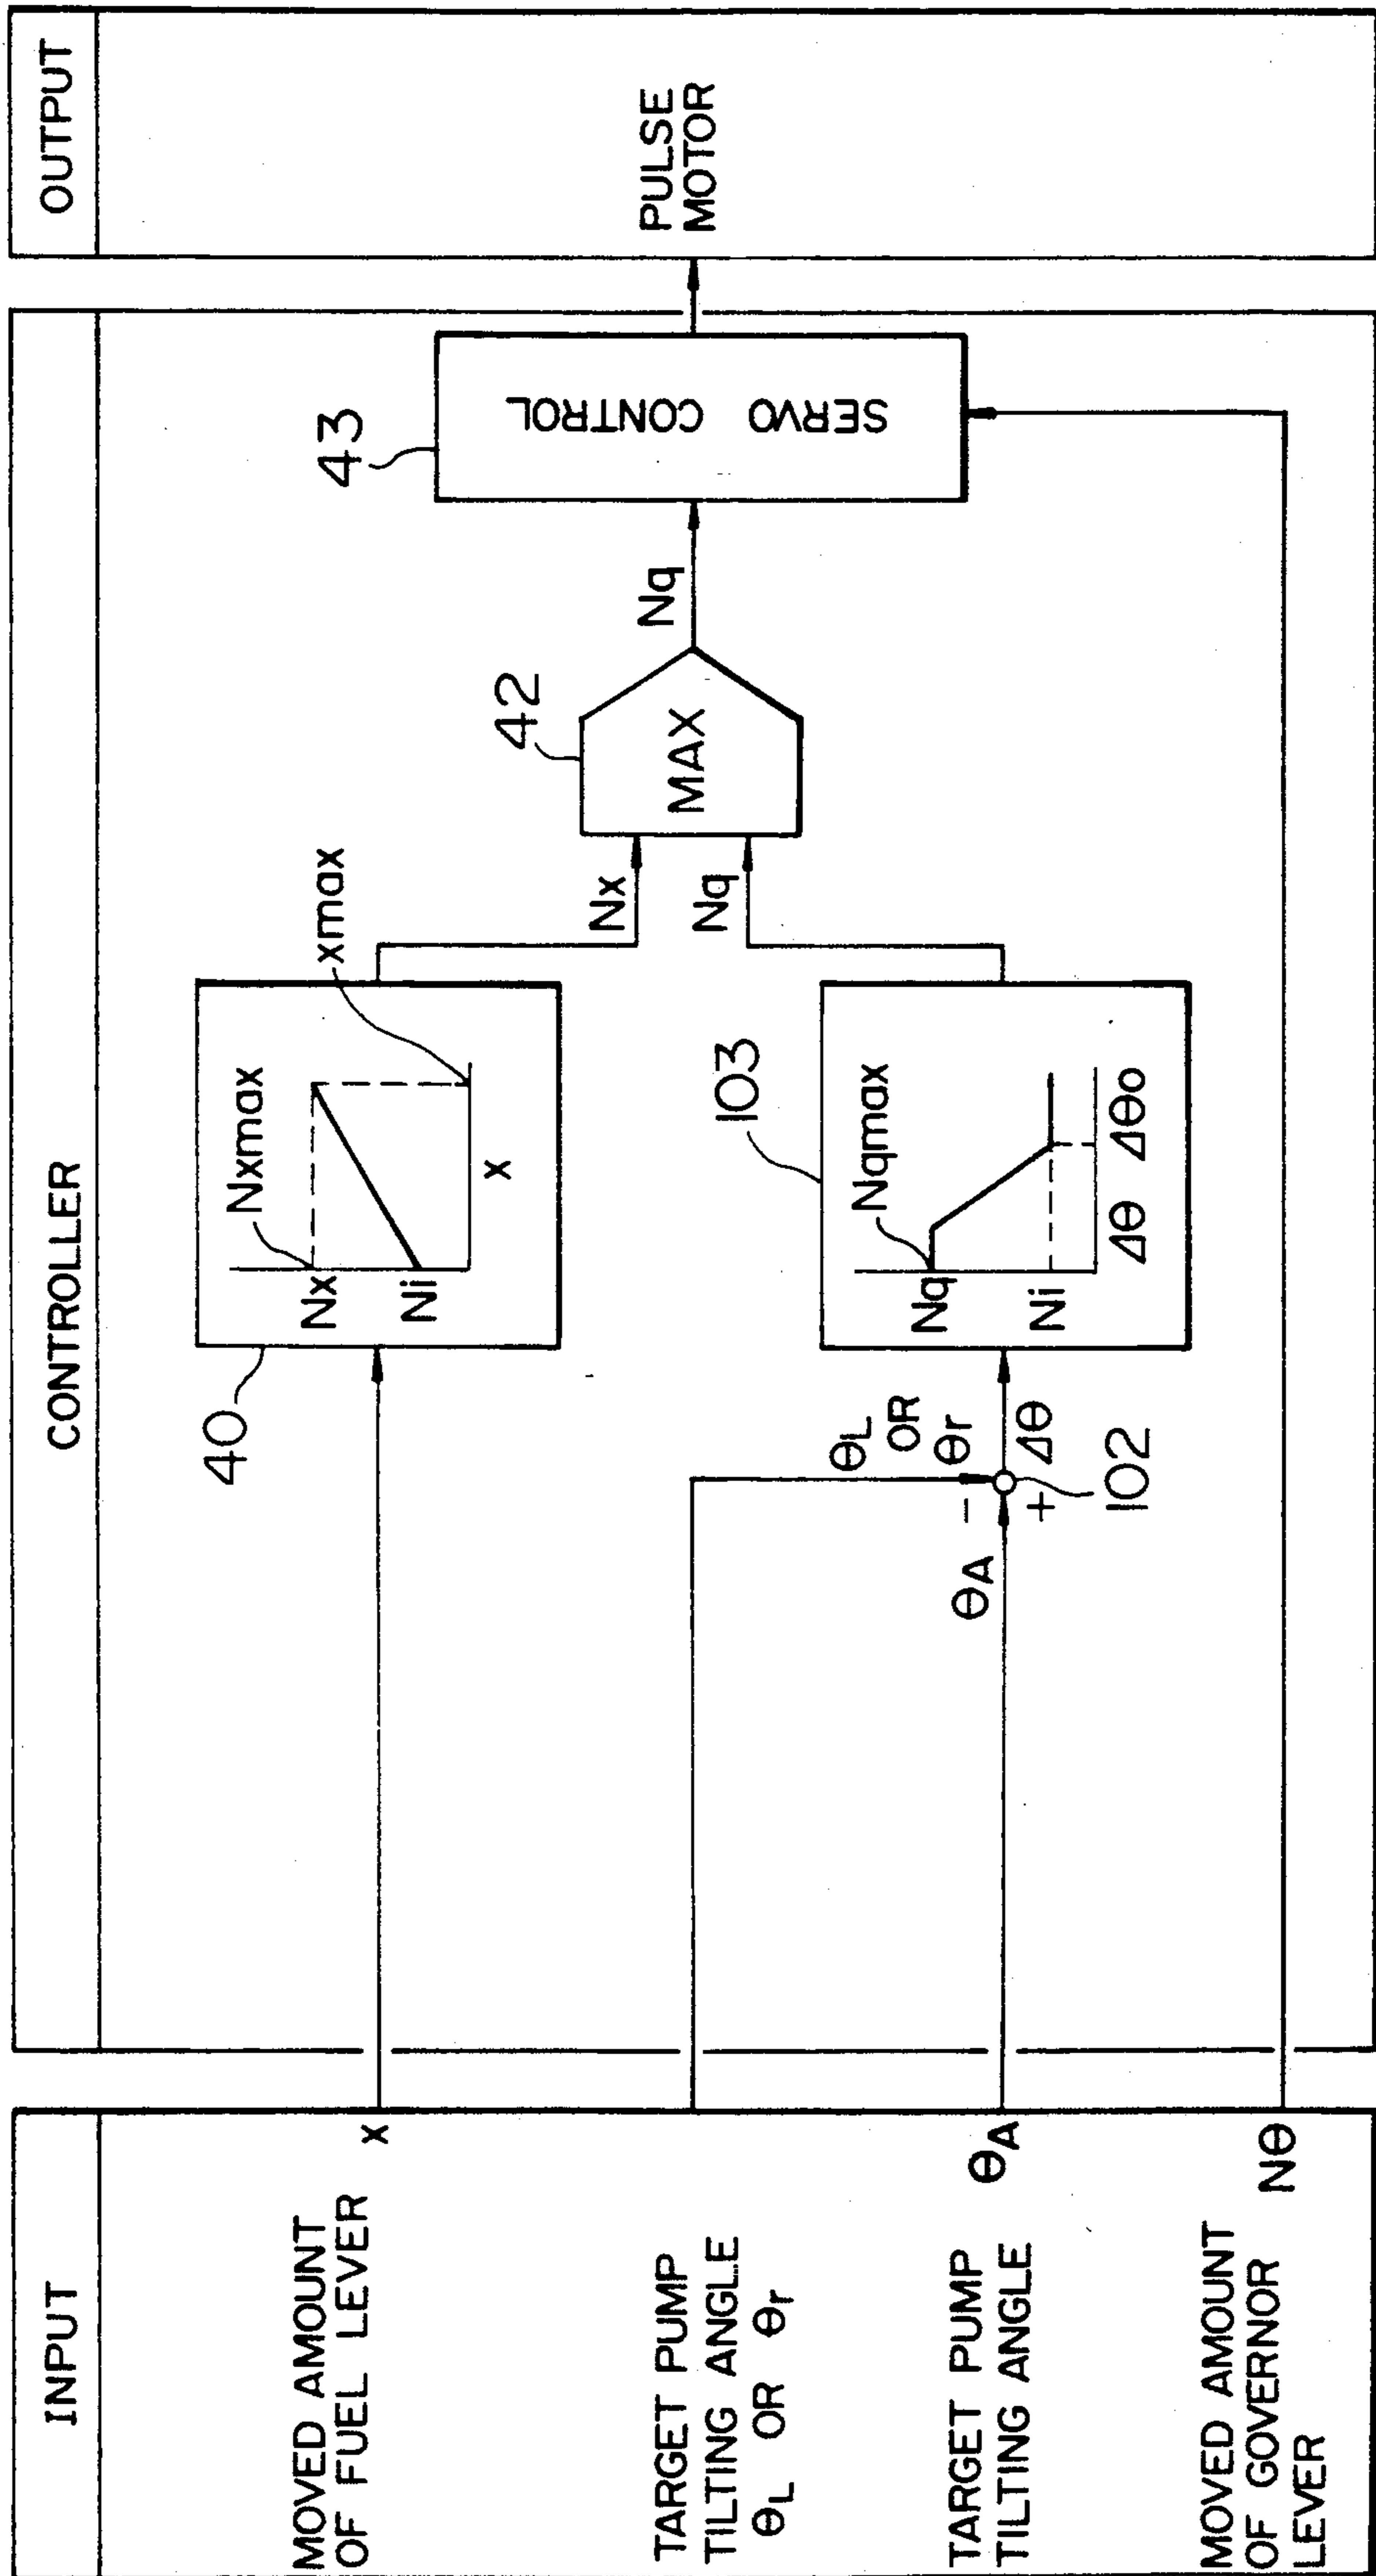 INPUT
MOVED AMOUNT
OF FUEL LEVER
x
TARGET PUMP
TILTING ANGLE
θL OR θr
TARGET PUMP
TILTING ANGLE
θA
MOVED AMOUNT
OF GOVERNOR
LEVER
Nθ
CONTROLLER
40
Nxmax
Nx
Ni
x
xmax
θL
OR
θr
θA
-
+
Δθ
102
103
Nqmax
Nq
Ni
Δθ Δθo
Nx
Nq
42
MAX
Nq
43
SERVO CONTROL
OUTPUT
PULSE
MOTOR